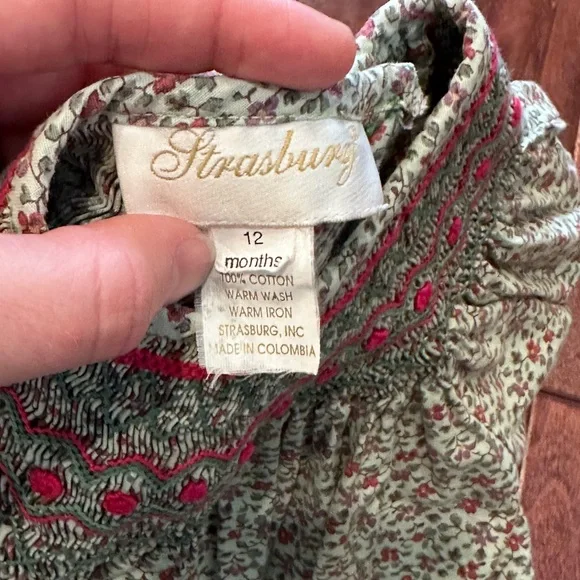 Strasburg
12
months
100% COTTON
WARM WASH
WARM IRON
STRASBURG, INC
MADE IN COLOMBIA